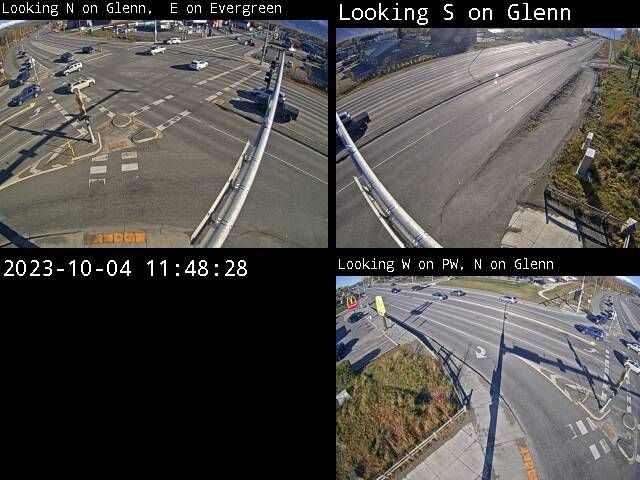 Looking N on Glenn, E on Evergreen
Looking S on Glenn
2023-10-04 11:48:28
Looking W on PW, N on Glenn